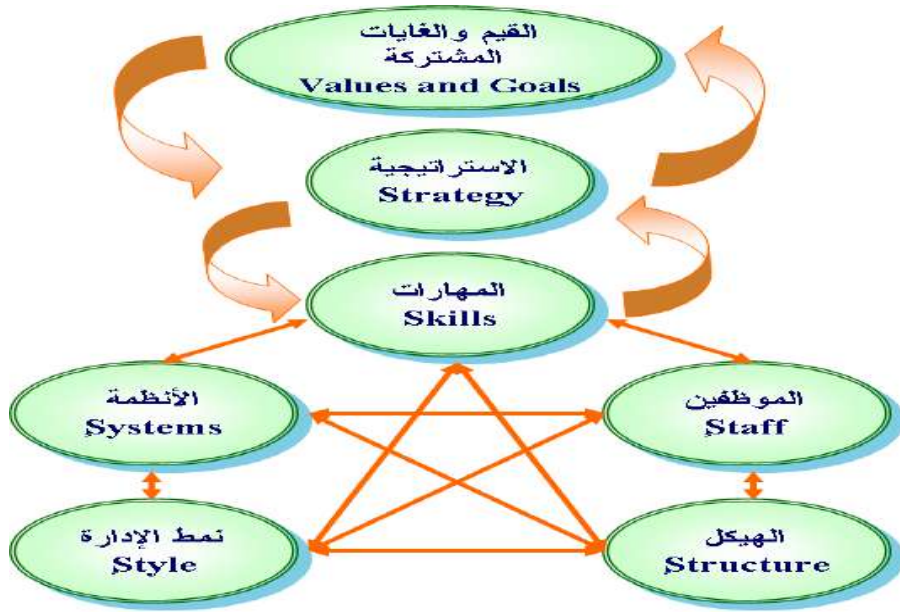 القيم والغايات
المشتركة
Values and Goals
الاستراتيجية
Strategy
المهارات
Skills
الأنظمة
Systems
الموظفين
Staff
نمط الإدارة
Style
الهيكل
Structure